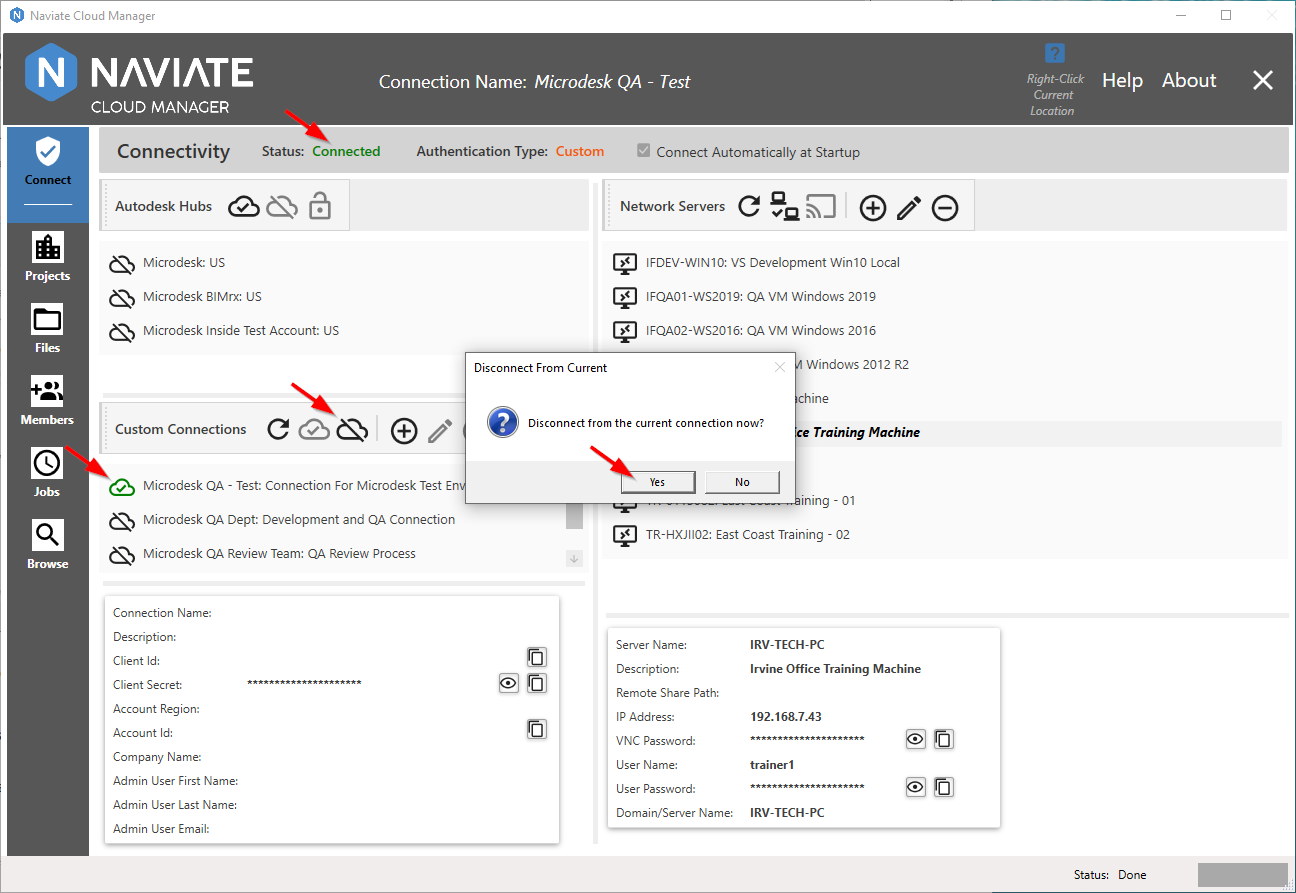 Naviate Cloud Manager
N NAVIATE
CLOUD MANAGER
Connection Name: Microdesk QA - Test
?
Right-Click
Current
Location
Help
About
Connect
Projects
Files
Members
Jobs
Browse
Connectivity
Status: Connected
Authentication Type: Custom
Connect Automatically at Startup
Autodesk Hubs
Microdesk: US
Microdesk BIMrx: US
Microdesk Inside Test Account: US
Custom Connections
Microdesk QA - Test: Connection For Microdesk Test Env
Microdesk QA Dept: Development and QA Connection
Microdesk QA Review Team: QA Review Process
Connection Name:
Description:
Client Id:
Client Secret: *********************
Account Region:
Account Id:
Company Name:
Admin User First Name:
Admin User Last Name:
Admin User Email:
Network Servers
IFDEV-WIN10: VS Development Win10 Local
IFQA01-WS2019: QA VM Windows 2019
IFQA02-WS2016: QA VM Windows 2016
M Windows 2012 R2
achine
ice Training Machine
East Coast Training - 01
TR-HXJII02: East Coast Training - 02
Disconnect From Current
Disconnect from the current connection now?
Yes
No
Server Name: IRV-TECH-PC
Description: Irvine Office Training Machine
Remote Share Path:
IP Address: 192.168.7.43
VNC Password: *********************
User Name: trainer1
User Password: *********************
Domain/Server Name: IRV-TECH-PC
Status: Done